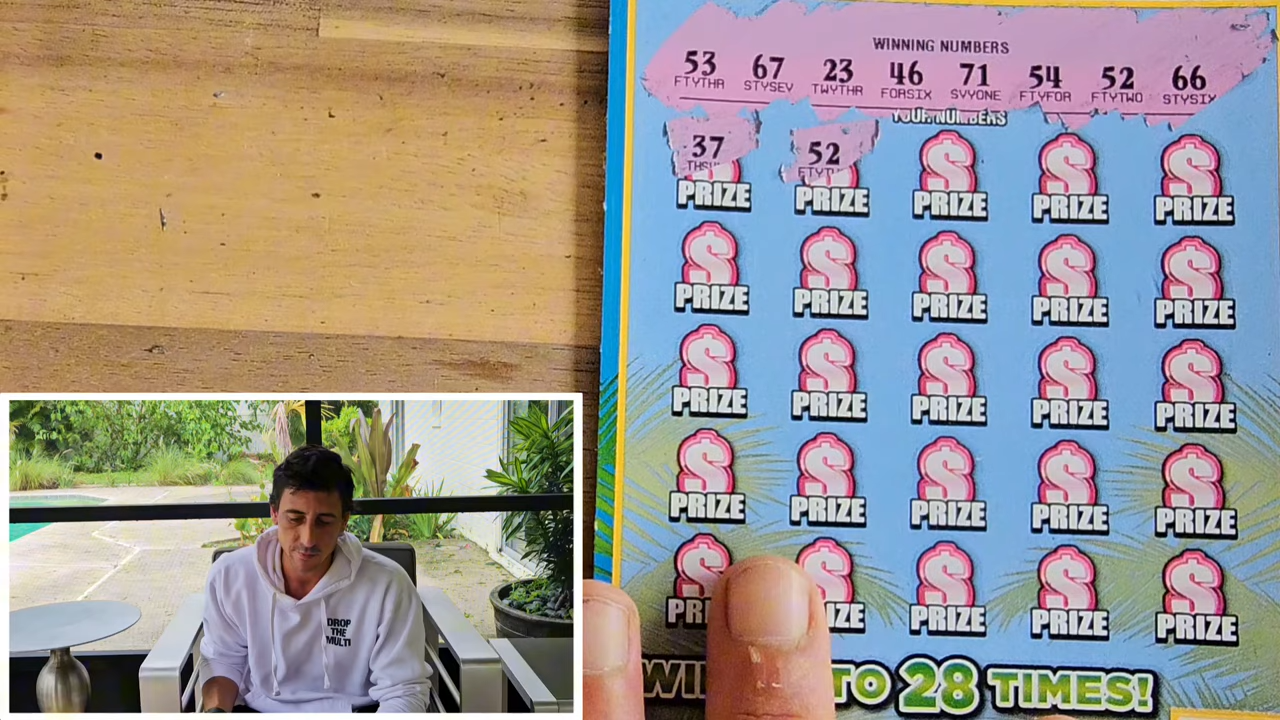 WINNING NUMBERS
53 67 23 46 71 54 52 66
FTYTHR STYSEV TWYTHR FORSIX SVYONE FTYFOR FTYTWO STYSIX
YOUR NUMBERS
37 52
PRIZE PRIZE PRIZE PRIZE PRIZE
PRIZE PRIZE PRIZE PRIZE PRIZE
PRIZE PRIZE PRIZE PRIZE PRIZE
PRIZE PRIZE PRIZE PRIZE PRIZE
PRIZE PRIZE PRIZE
TO 28 TIMES!
DROP
THE
MULTI